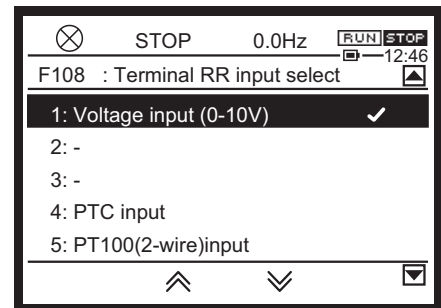 STOP 0.0Hz RUN STOP
12:46
F108 : Terminal RR input select
1: Voltage input (0-10V)
2: -
3: -
4: PTC input
5: PT100(2-wire)input